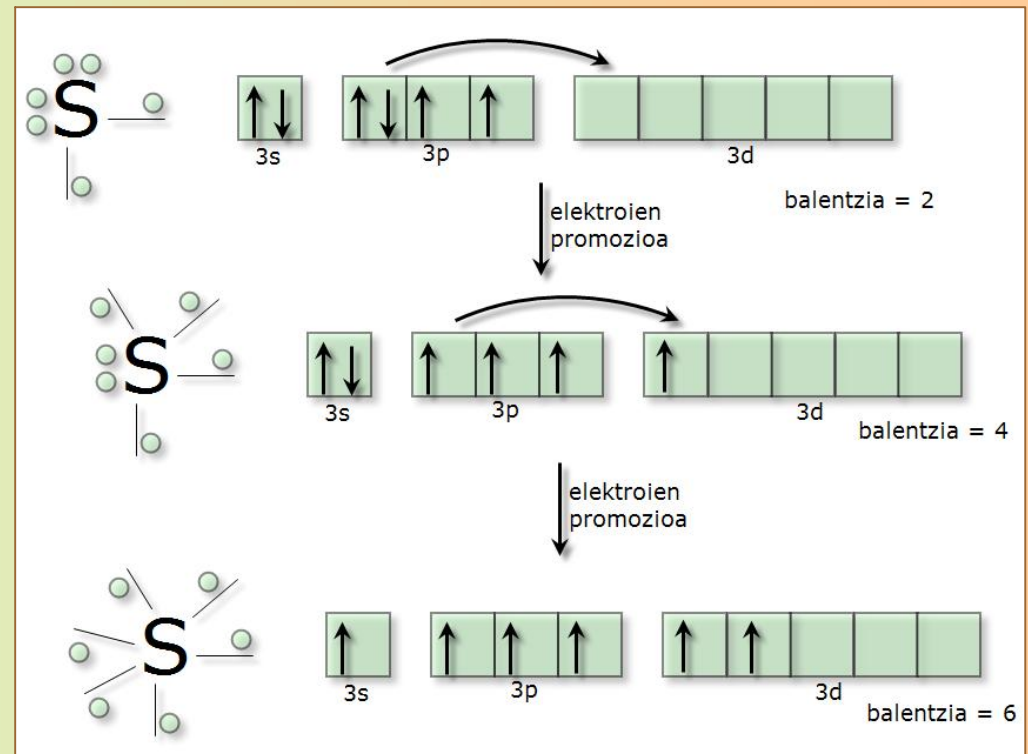 S
3s
3p
3d
balentzia = 2
elektroien
promozioa
S
3s
3p
3d
balentzia = 4
elektroien
promozioa
S
3s
3p
3d
balentzia = 6